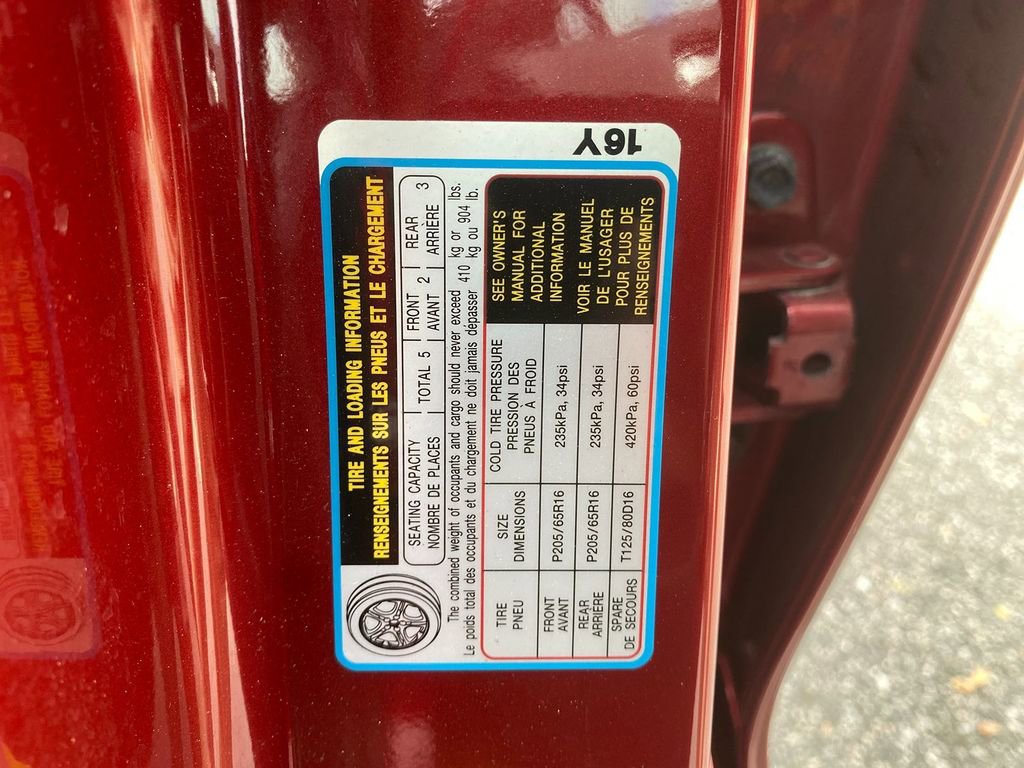 16Y
TIRE AND LOADING INFORMATION
RENSEIGNEMENTS SUR LES PNEUS ET LE CHARGEMENT
SEATING CAPACITY TOTAL 5 FRONT 2 REAR 3
NOMBRE DE PLACES AVANT ARRIÈRE
The combined weight of occupants and cargo should never exceed 410 kg or 904 lbs.
Le poids total des occupants et du chargement ne doit jamais dépasser 410 kg ou 904 lb.
TIRE SIZE COLD TIRE PRESSURE
PNEU DIMENSIONS PRESSION DES
PNEUS À FROID
FRONT P205/65R16 235kPa, 34psi
AVANT
REAR P205/65R16 235kPa, 34psi
ARRIÈRE
SPARE T125/80D16 420kPa, 60psi
DE SECOURS
SEE OWNER'S
MANUAL FOR
ADDITIONAL
INFORMATION
VOIR LE MANUEL
DE L'USAGER
POUR PLUS DE
RENSEIGNEMENTS